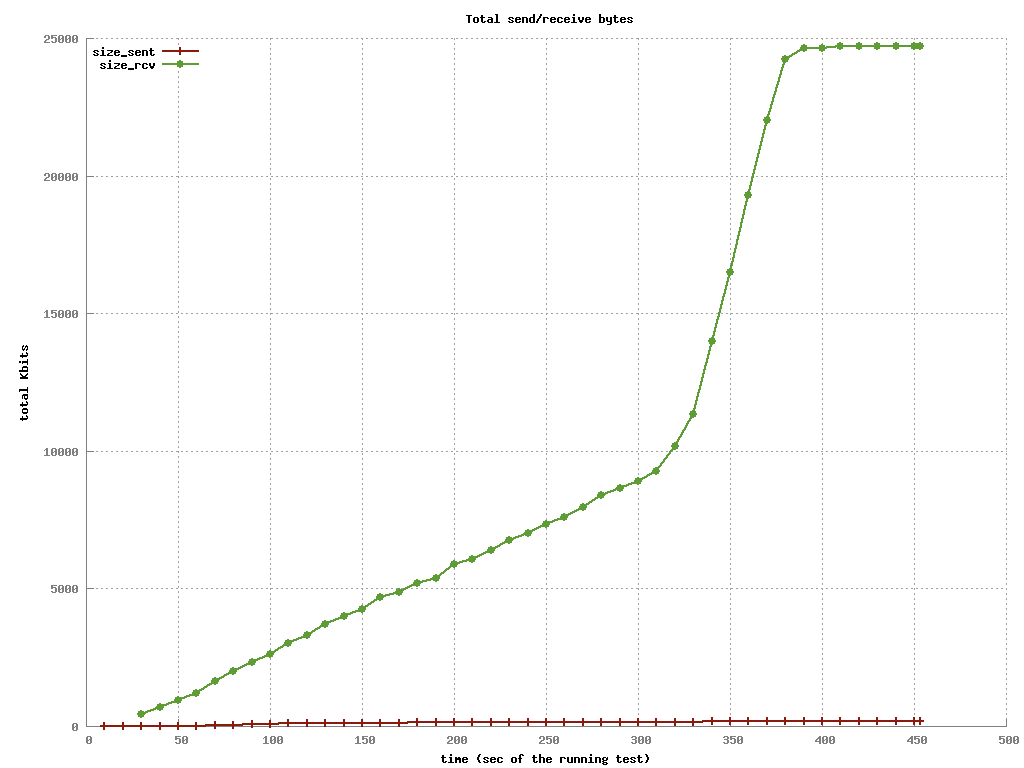 Total send/receive bytes
25000
size_sent
size_rcv
20000
15000
total Kbits
10000
5000
0
0 50 100 150 200 250 300 350 400 450 500
time (sec of the running test)